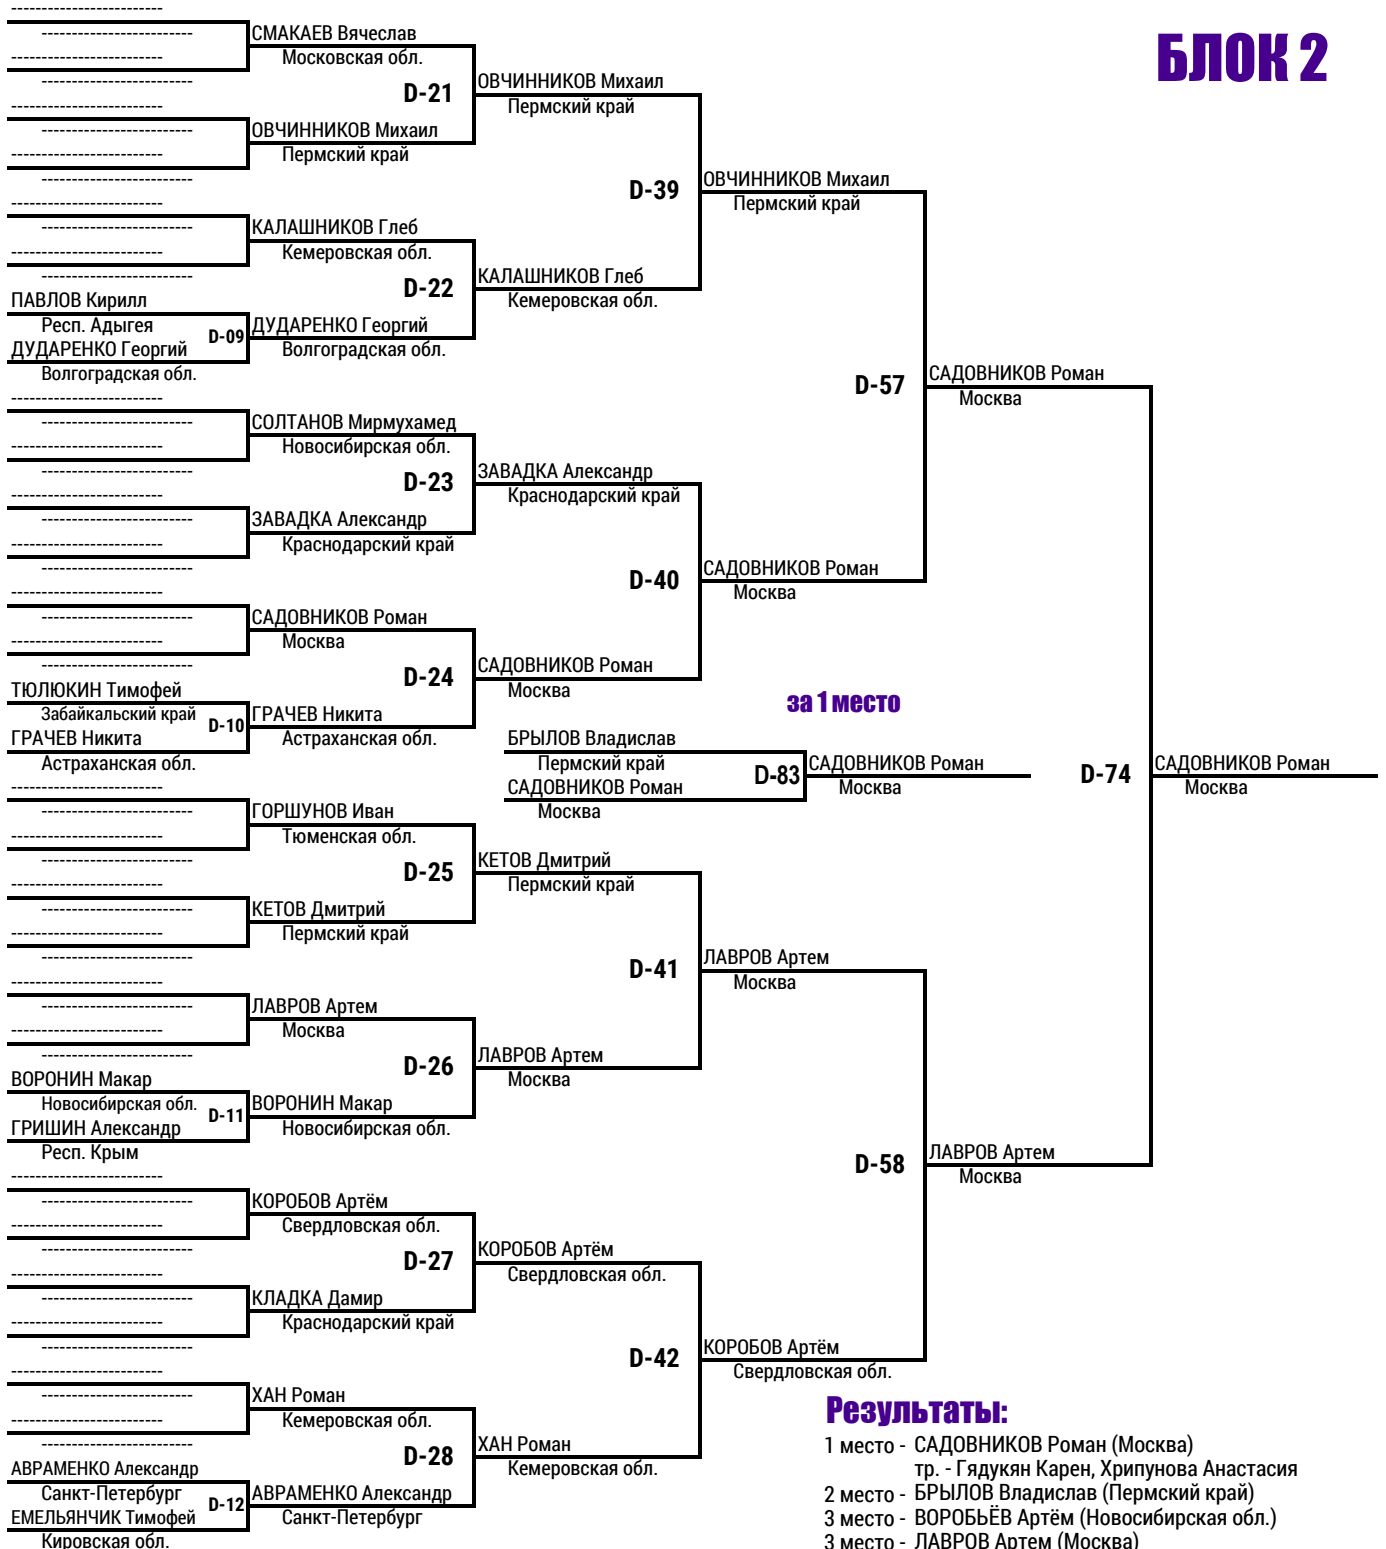 БЛОК 2
СМАКАЕВ Вячеслав
Московская обл.
D-21
ОВЧИННИКОВ Михаил
Пермский край
ОВЧИННИКОВ Михаил
Пермский край
D-39
ОВЧИННИКОВ Михаил
Пермский край
КАЛАШНИКОВ Глеб
Кемеровская обл.
D-22
КАЛАШНИКОВ Глеб
Кемеровская обл.
ПАВЛОВ Кирилл
Респ. Адыгея
D-09
ДУДАРЕНКО Георгий
Волгоградская обл.
ДУДАРЕНКО Георгий
Волгоградская обл.
D-57
САДОВНИКОВ Роман
Москва
СОЛТАНОВ Мирмухамед
Новосибирская обл.
D-23
ЗАВАДКА Александр
Краснодарский край
ЗАВАДКА Александр
Краснодарский край
D-40
САДОВНИКОВ Роман
Москва
САДОВНИКОВ Роман
Москва
D-24
САДОВНИКОВ Роман
Москва
ТЮЛЮКИН Тимофей
Забайкальский край
D-10
ГРАЧЕВ Никита
Астраханская обл.
ГРАЧЕВ Никита
Астраханская обл.
за 1 место
БРЫЛОВ Владислав
Пермский край
D-83
САДОВНИКОВ Роман
Москва
САДОВНИКОВ Роман
Москва
D-74
САДОВНИКОВ Роман
Москва
ГОРШУНОВ Иван
Тюменская обл.
D-25
КЕТОВ Дмитрий
Пермский край
КЕТОВ Дмитрий
Пермский край
D-41
ЛАВРОВ Артем
Москва
ЛАВРОВ Артем
Москва
D-26
ЛАВРОВ Артем
Москва
ВОРОНИН Макар
Новосибирская обл.
D-11
ГРИШИН Александр
Респ. Крым
ВОРОНИН Макар
Новосибирская обл.
D-58
ЛАВРОВ Артем
Москва
КОРОБОВ Артём
Свердловская обл.
D-27
КОРОБОВ Артём
Свердловская обл.
КЛАДКА Дамир
Краснодарский край
D-42
КОРОБОВ Артём
Свердловская обл.
ХАН Роман
Кемеровская обл.
D-28
ХАН Роман
Кемеровская обл.
АВРАМЕНКО Александр
Санкт-Петербург
D-12
ЕМЕЛЬЯНЧИК Тимофей
Кировская обл.
АВРАМЕНКО Александр
Санкт-Петербург
Результаты:
1 место - САДОВНИКОВ Роман (Москва)
тр. - Гядукян Карен, Хрипунова Анастасия
2 место - БРЫЛОВ Владислав (Пермский край)
3 место - ВОРОБЬЁВ Артём (Новосибирская обл.)
3 место - ЛАВРОВ Артем (Москва)